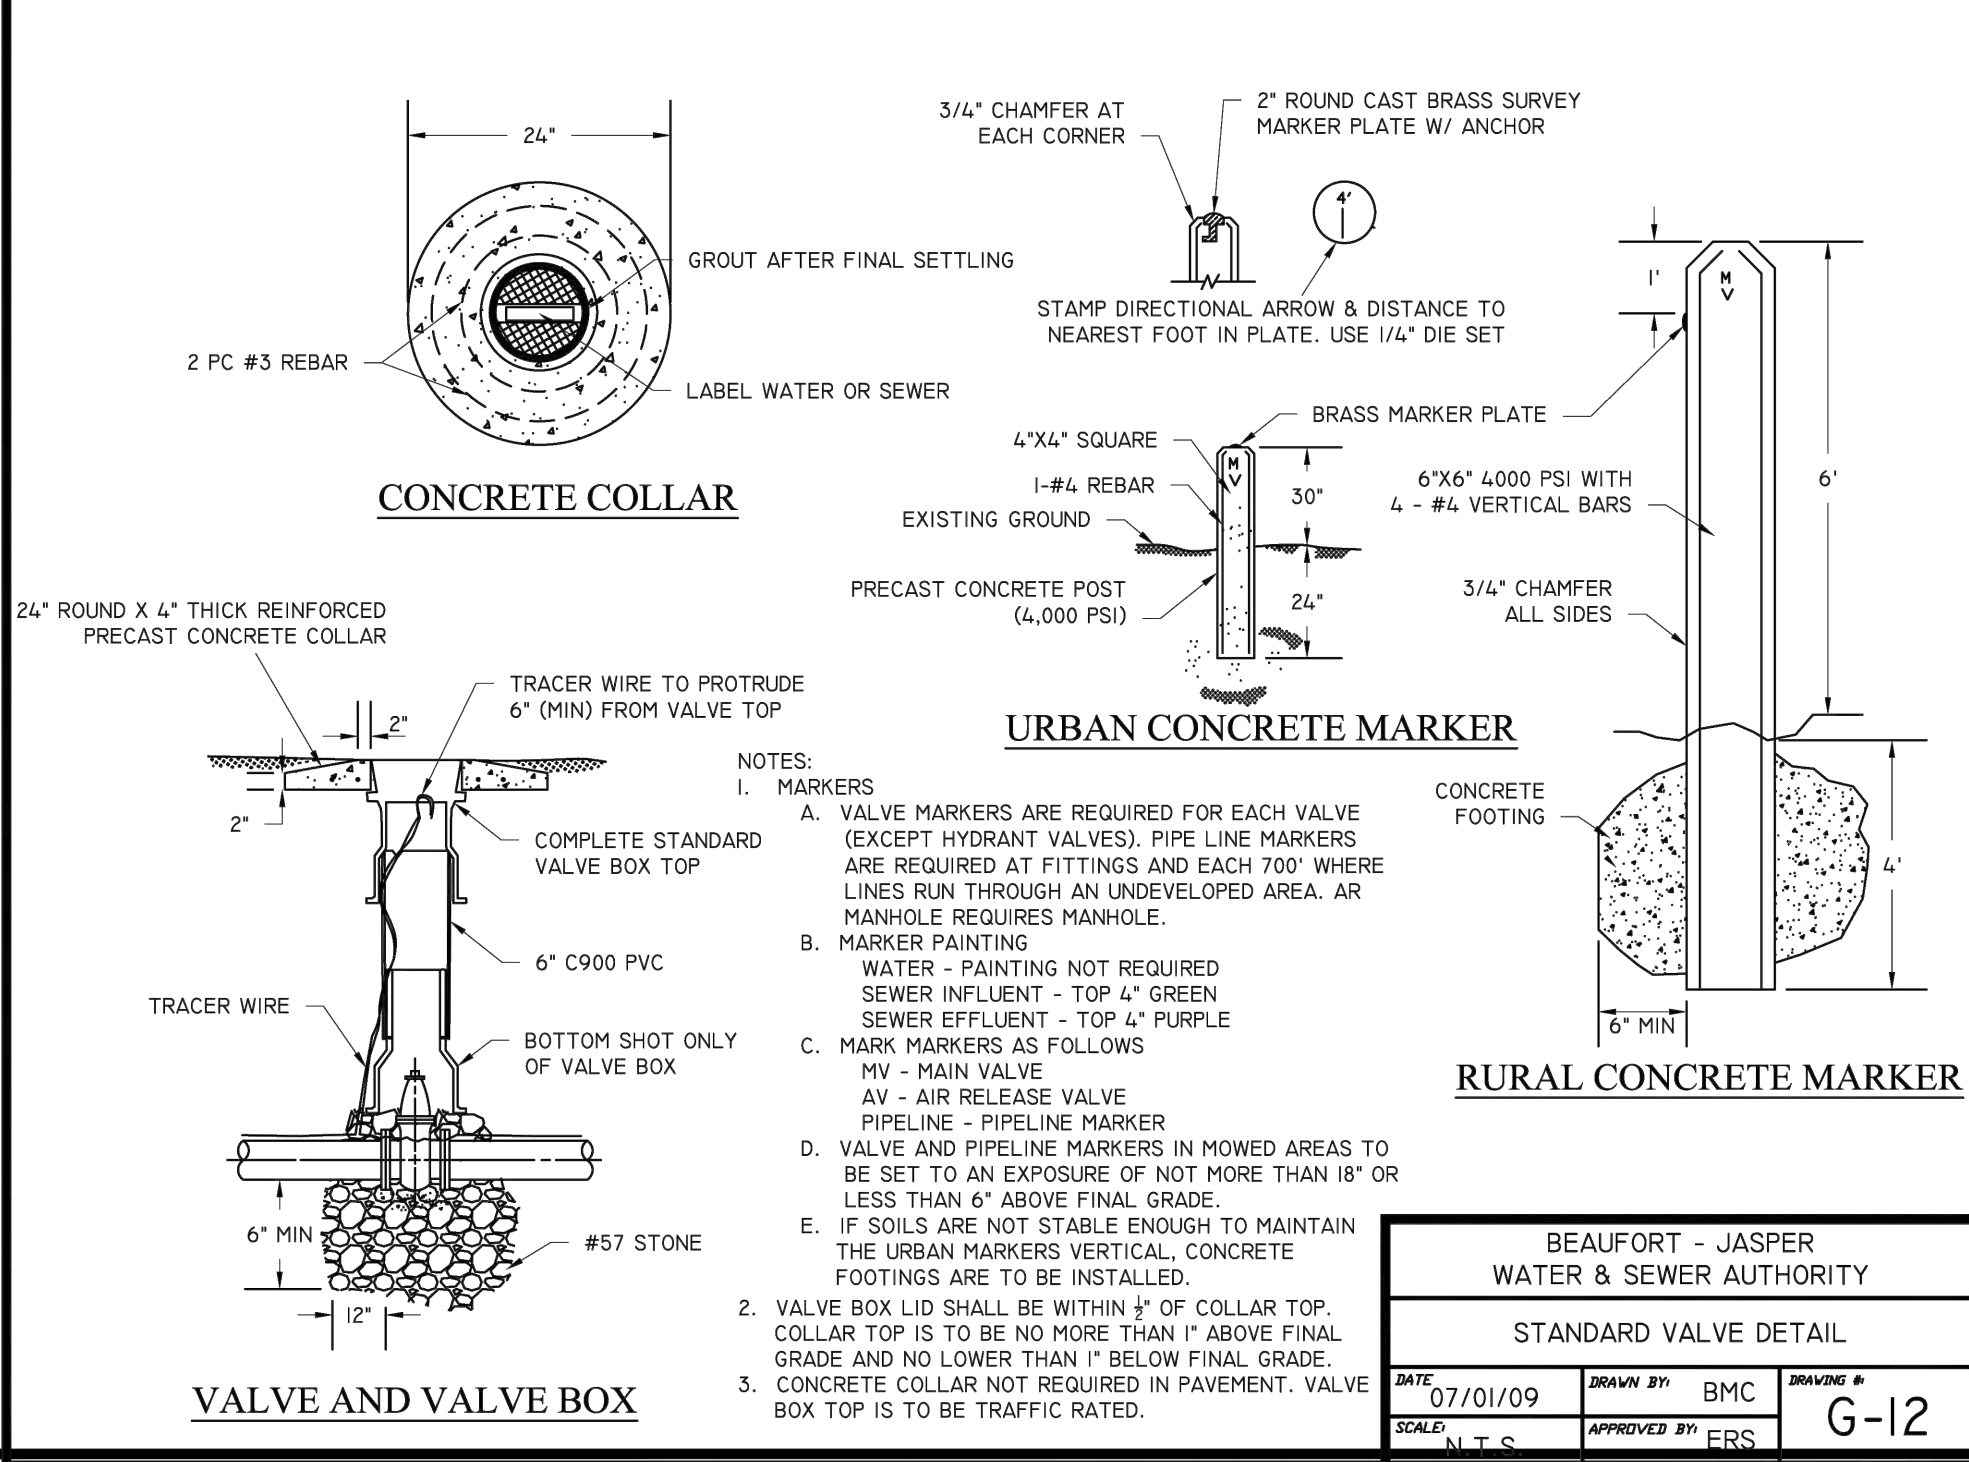 24"
GROUT AFTER FINAL SETTLING
2 PC #3 REBAR
LABEL WATER OR SEWER
CONCRETE COLLAR
3/4" CHAMFER AT
EACH CORNER
2" ROUND CAST BRASS SURVEY
MARKER PLATE W/ ANCHOR
4'
STAMP DIRECTIONAL ARROW & DISTANCE TO
NEAREST FOOT IN PLATE. USE 1/4" DIE SET
BRASS MARKER PLATE
4"X4" SQUARE
M
V
1-#4 REBAR
30"
EXISTING GROUND
PRECAST CONCRETE POST
(4,000 PSI)
24"
URBAN CONCRETE MARKER
1'
M
V
6'
6"X6" 4000 PSI WITH
4 - #4 VERTICAL BARS
3/4" CHAMFER
ALL SIDES
CONCRETE
FOOTING
4'
6" MIN
RURAL CONCRETE MARKER
24" ROUND X 4" THICK REINFORCED
PRECAST CONCRETE COLLAR
TRACER WIRE TO PROTRUDE
6" (MIN) FROM VALVE TOP
2"
2"
COMPLETE STANDARD
VALVE BOX TOP
6" C900 PVC
TRACER WIRE
BOTTOM SHOT ONLY
OF VALVE BOX
6" MIN
#57 STONE
12"
VALVE AND VALVE BOX
NOTES:
1. MARKERS
A. VALVE MARKERS ARE REQUIRED FOR EACH VALVE
(EXCEPT HYDRANT VALVES). PIPE LINE MARKERS
ARE REQUIRED AT FITTINGS AND EACH 700' WHERE
LINES RUN THROUGH AN UNDEVELOPED AREA. AR
MANHOLE REQUIRES MANHOLE.
B. MARKER PAINTING
WATER - PAINTING NOT REQUIRED
SEWER INFLUENT - TOP 4" GREEN
SEWER EFFLUENT - TOP 4" PURPLE
C. MARK MARKERS AS FOLLOWS
MV - MAIN VALVE
AV - AIR RELEASE VALVE
PIPELINE - PIPELINE MARKER
D. VALVE AND PIPELINE MARKERS IN MOWED AREAS TO
BE SET TO AN EXPOSURE OF NOT MORE THAN 18" OR
LESS THAN 6" ABOVE FINAL GRADE.
E. IF SOILS ARE NOT STABLE ENOUGH TO MAINTAIN
THE URBAN MARKERS VERTICAL, CONCRETE
FOOTINGS ARE TO BE INSTALLED.
2. VALVE BOX LID SHALL BE WITHIN ½" OF COLLAR TOP.
COLLAR TOP IS TO BE NO MORE THAN 1" ABOVE FINAL
GRADE AND NO LOWER THAN 1" BELOW FINAL GRADE.
3. CONCRETE COLLAR NOT REQUIRED IN PAVEMENT. VALVE
BOX TOP IS TO BE TRAFFIC RATED.
BEAUFORT - JASPER
WATER & SEWER AUTHORITY
STANDARD VALVE DETAIL
DATE 07/01/09
DRAWN BY: BMC
DRAWING #:
G-12
SCALE: N.T.S.
APPROVED BY: ERS